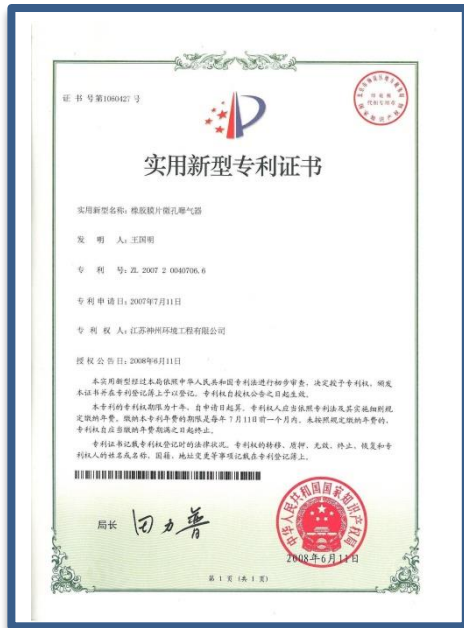 证书号第1060427号
实用新型专利证书
实用新型名称：橡胶膜片微孔曝气器
发明人：王国明
专利号：ZL 2007 2 0040706.6
专利申请日：2007年7月11日
专利权人：江苏神州环境工程有限公司
授权公告日：2008年6月11日
本实用新型经过本局依照中华人民共和国专利法进行初步审查，决定授予专利权，颁发
本证书并在专利登记簿上予以登记。专利权自授权公告之日起生效。
本专利的专利权期限为十年，自申请日起算。专利权人应当依照专利法及其实施细则规
定缴纳年费。缴纳本专利年费的期限是每年7月11日前一个月内。未按照规定缴纳年费的，
专利权自应当缴纳年费期满之日起终止。
专利证书记载专利权登记时的法律状况。专利权的转移、质押、无效、终止、恢复和专
利权人的姓名或名称、国籍、地址变更等事项记载在专利登记簿上。
局长
田力普
中华人民共和国国家知识产权局
2008年6月11日
第1页（共1页）